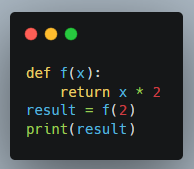 def f(x):
    return x * 2
result = f(2)
print(result)